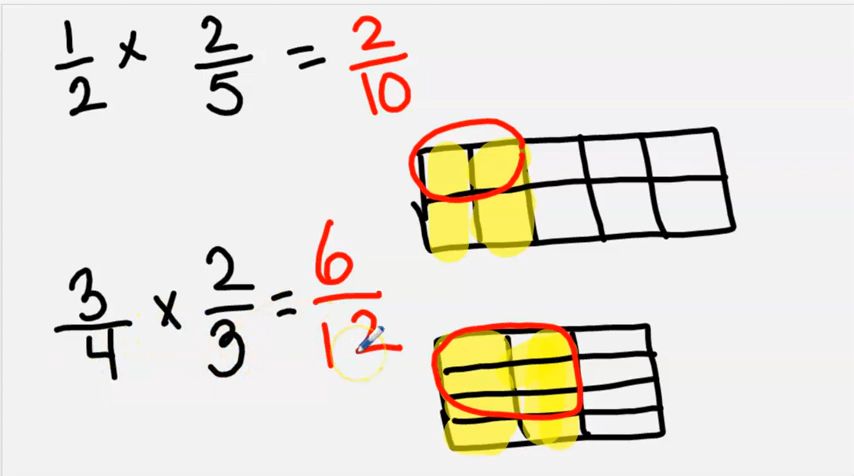 1/2 × 2/5 = 2/10
3/4 × 2/3 = 6/12